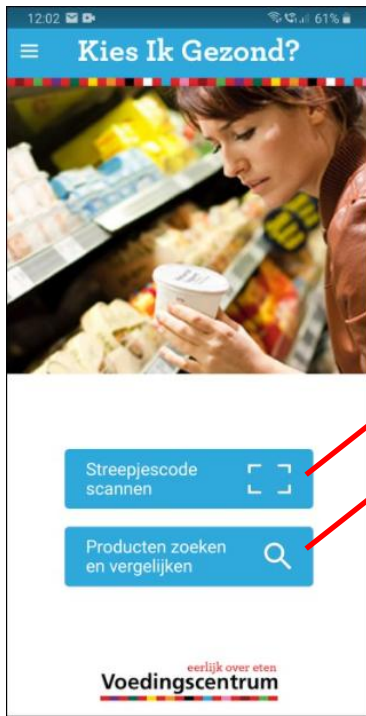 12:02 61%
Kies Ik Gezond?
Streepjescode
scannen
Producten zoeken
en vergelijken
eerlijk over eten
Voedingscentrum